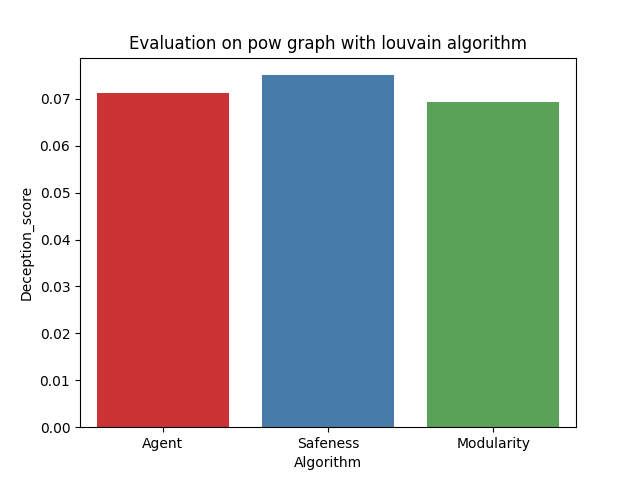 Evaluation on pow graph with louvain algorithm
Deception_score
0.07
0.06
0.05
0.04
0.03
0.02
0.01
0.00
Agent Safeness Modularity
Algorithm